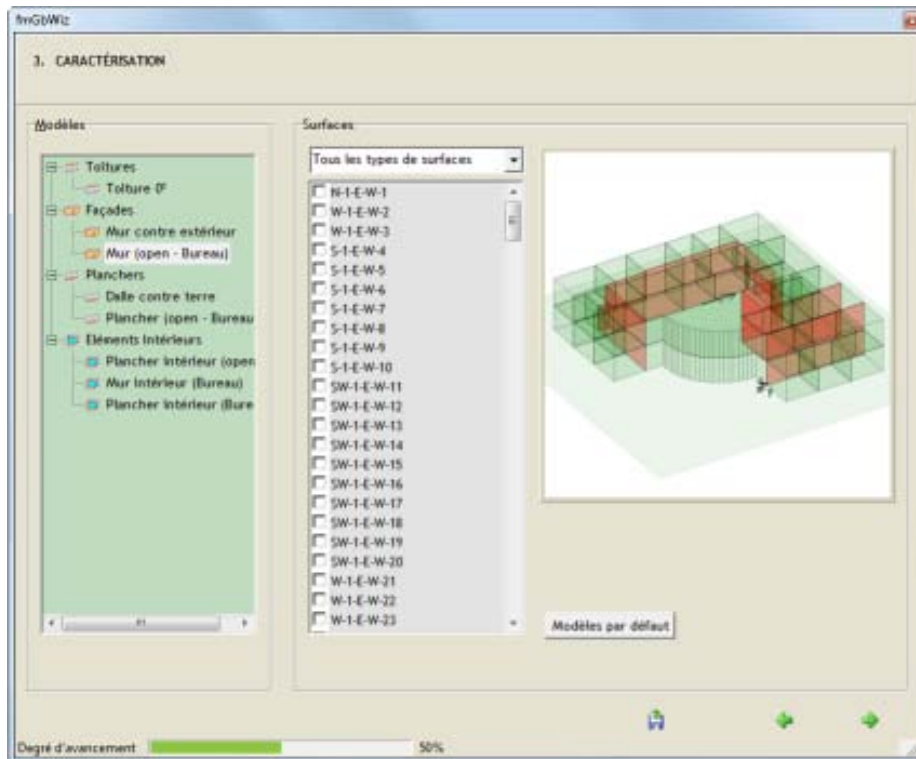 fmGbWiz
3. CARACTÉRISATION
Modèles
Toitures
Toiture 0°
Façades
Mur contre extérieur
Mur (open - Bureau)
Planchers
Dalle contre terre
Plancher (open - Bureau
Eléments Intérieurs
Plancher Intérieur (open
Mur Intérieur (Bureau)
Plancher Intérieur (Bure
Surfaces
Tous les types de surfaces
N-1-E-W-1
W-1-E-W-2
W-1-E-W-3
S-1-E-W-4
S-1-E-W-5
S-1-E-W-6
S-1-E-W-7
S-1-E-W-8
S-1-E-W-9
S-1-E-W-10
SW-1-E-W-11
SW-1-E-W-12
SW-1-E-W-13
SW-1-E-W-14
SW-1-E-W-15
SW-1-E-W-16
SW-1-E-W-17
SW-1-E-W-18
SW-1-E-W-19
SW-1-E-W-20
W-1-E-W-21
W-1-E-W-22
W-1-E-W-23
Modèles par défaut
Degré d'avancement 50%